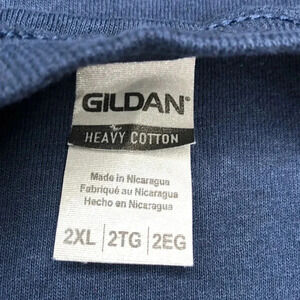 GILDAN®
HEAVY COTTON
Made in Nicaragua
Fabriqué au Nicaragua
Hecho en Nicaragua
2XL | 2TG | 2EG